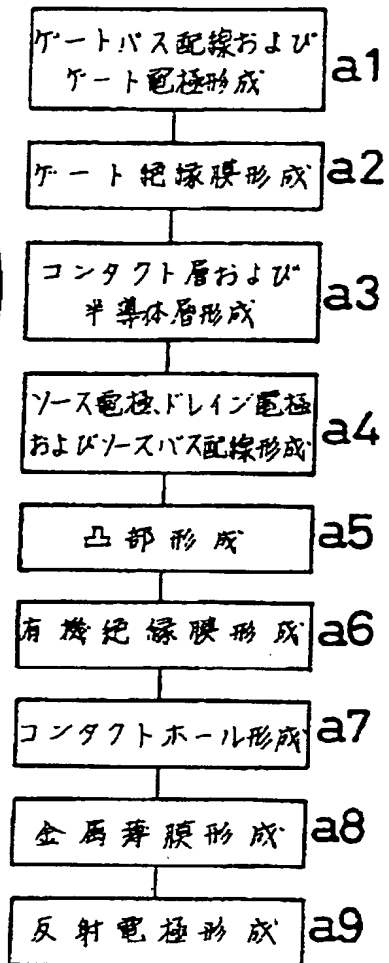 ゲートバス配線および
ゲート電極形成
a1
ゲート絶縁膜形成
a2
コンタクト層および
半導体層形成
a3
ソース電極、ドレイン電極
およびソースバス配線形成
a4
凸部形成
a5
有機絶縁膜形成
a6
コンタクトホール形成
a7
金属薄膜形成
a8
反射電極形成
a9